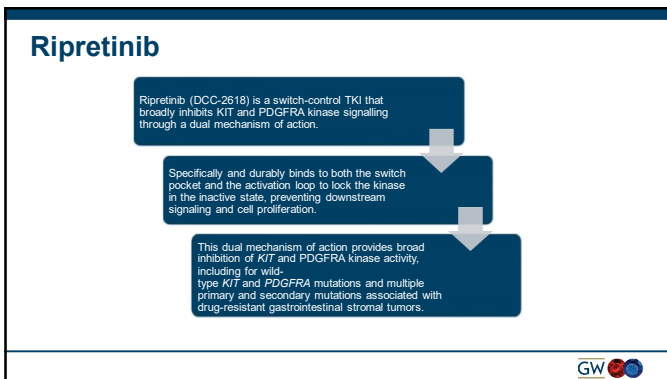 Ripretinib
Ripretinib (DCC-2618) is a switch-control TKI that
broadly inhibits KIT and PDGFRA kinase signalling
through a dual mechanism of action.
Specifically and durably binds to both the switch
pocket and the activation loop to lock the kinase
in the inactive state, preventing downstream
signaling and cell proliferation.
This dual mechanism of action provides broad
inhibition of KIT and PDGFRA kinase activity,
including for wild-
type KIT and PDGFRA mutations and multiple
primary and secondary mutations associated with
drug-resistant gastrointestinal stromal tumors.
GW